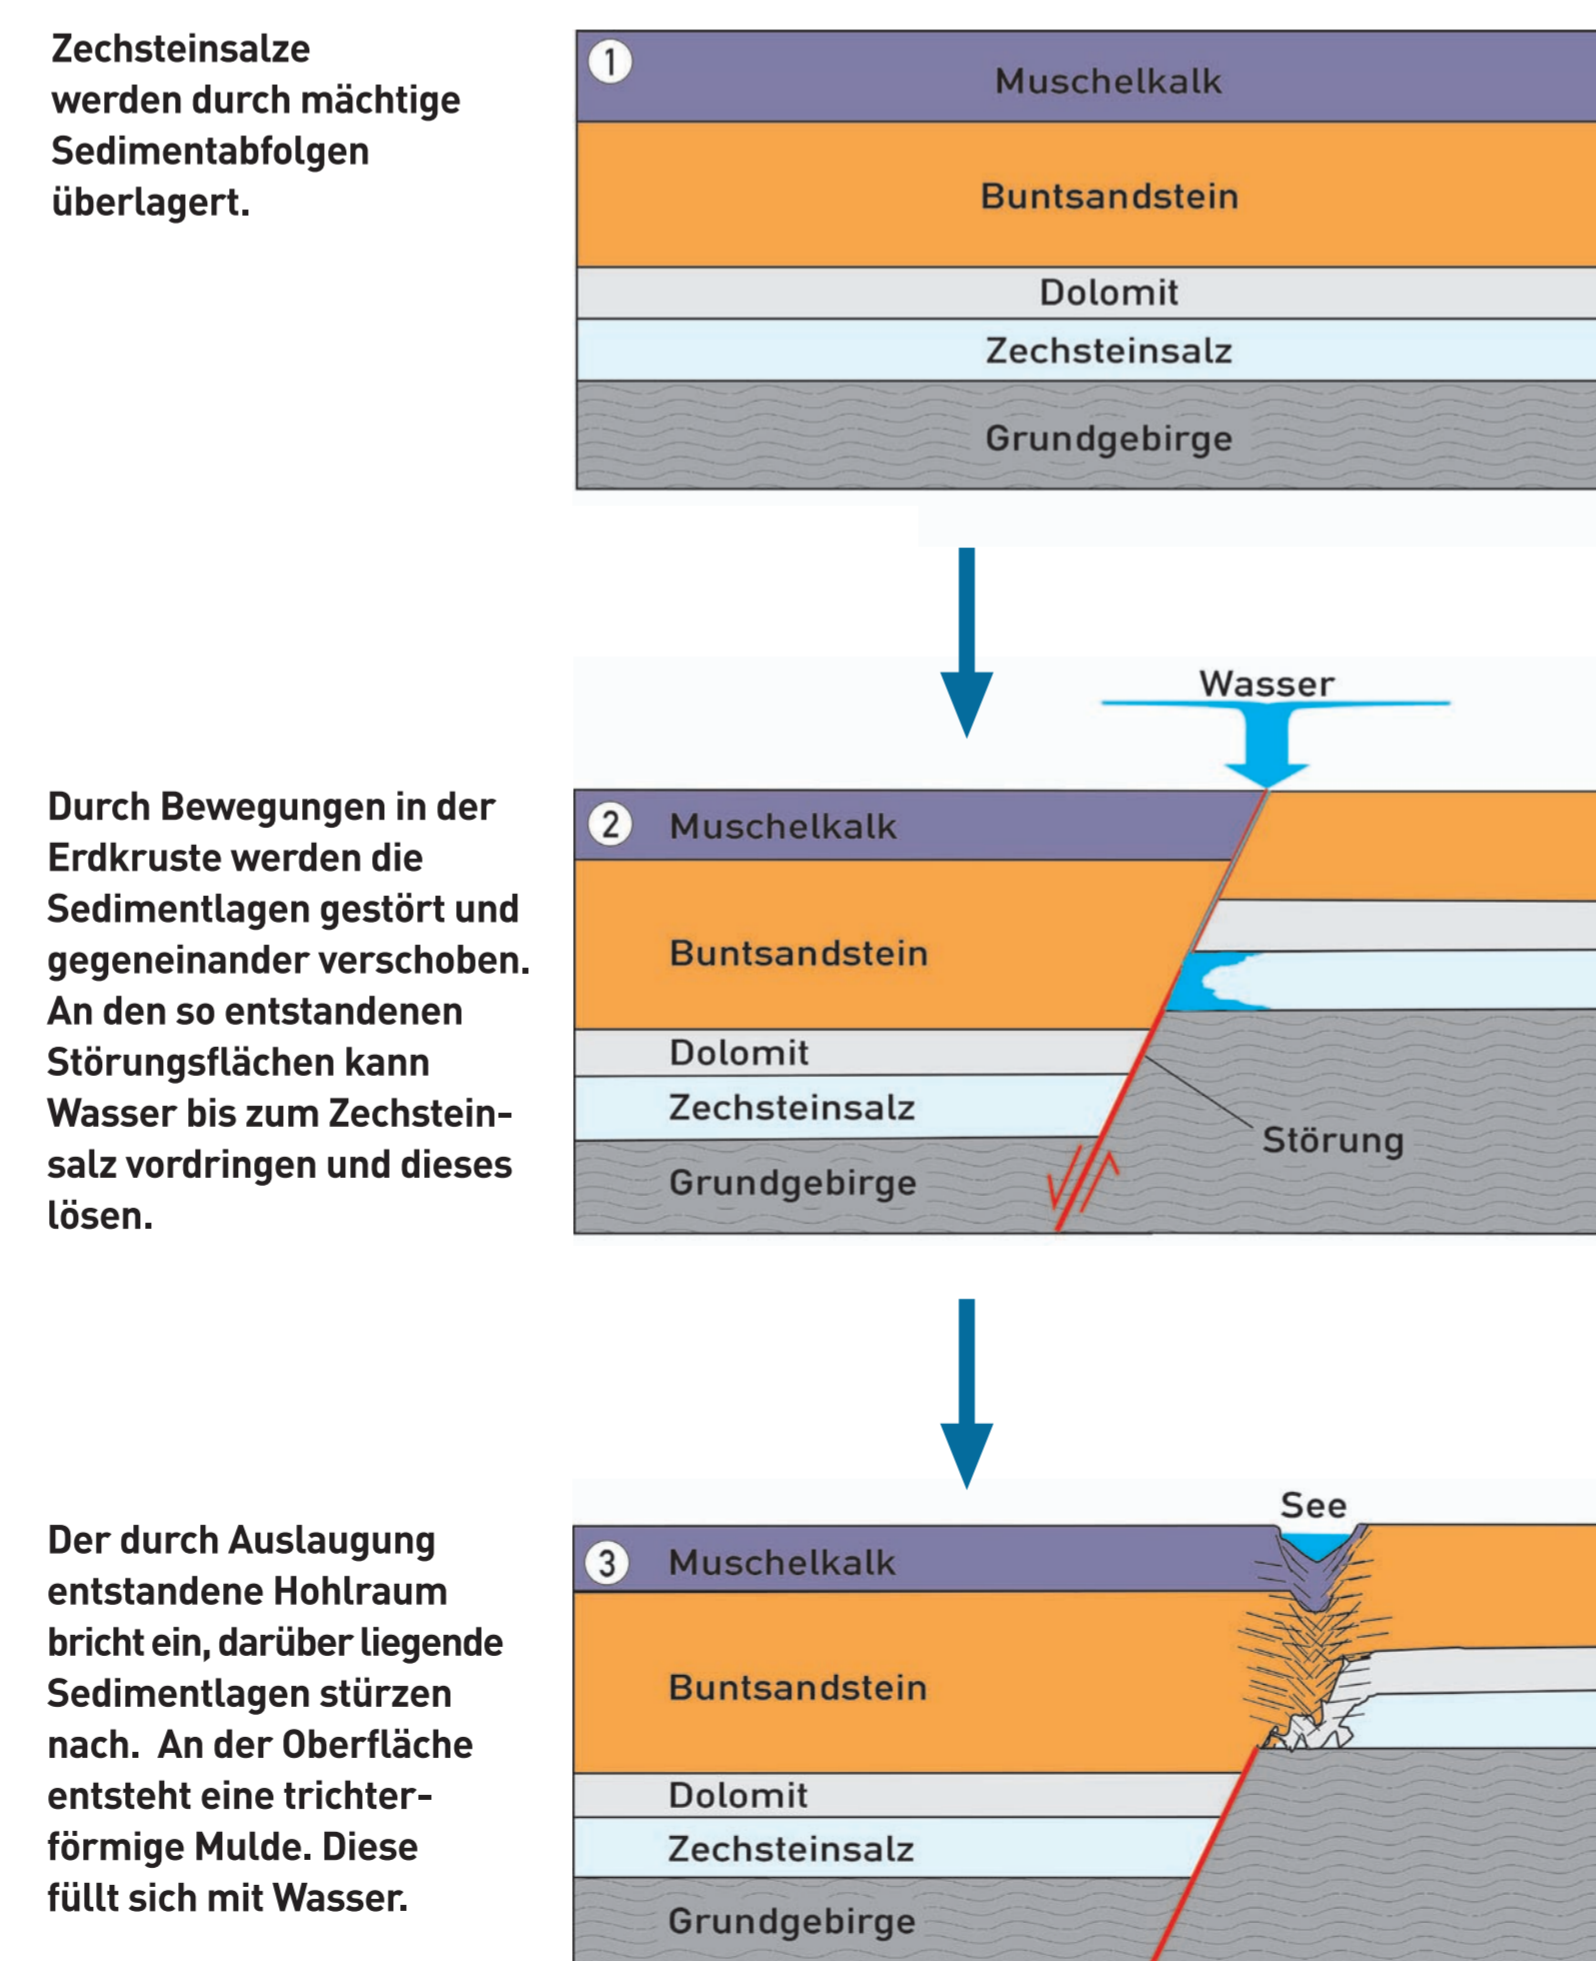 Zechsteinsalze
werden durch mächtige
Sedimentabfolgen
überlagert.
1
Muschelkalk
Buntsandstein
Dolomit
Zechsteinsalz
Grundgebirge
Durch Bewegungen in der
Erdkruste werden die
Sedimentlagen gestört und
gegeneinander verschoben.
An den so entstandenen
Störungsflächen kann
Wasser bis zum Zechstein-
salz vordringen und dieses
lösen.
Wasser
2
Muschelkalk
Buntsandstein
Dolomit
Zechsteinsalz
Grundgebirge
Störung
Der durch Auslaugung
entstandene Hohlraum
bricht ein, darüber liegende
Sedimentlagen stürzen
nach. An der Oberfläche
entsteht eine trichter-
förmige Mulde. Diese
füllt sich mit Wasser.
See
3
Muschelkalk
Buntsandstein
Dolomit
Zechsteinsalz
Grundgebirge